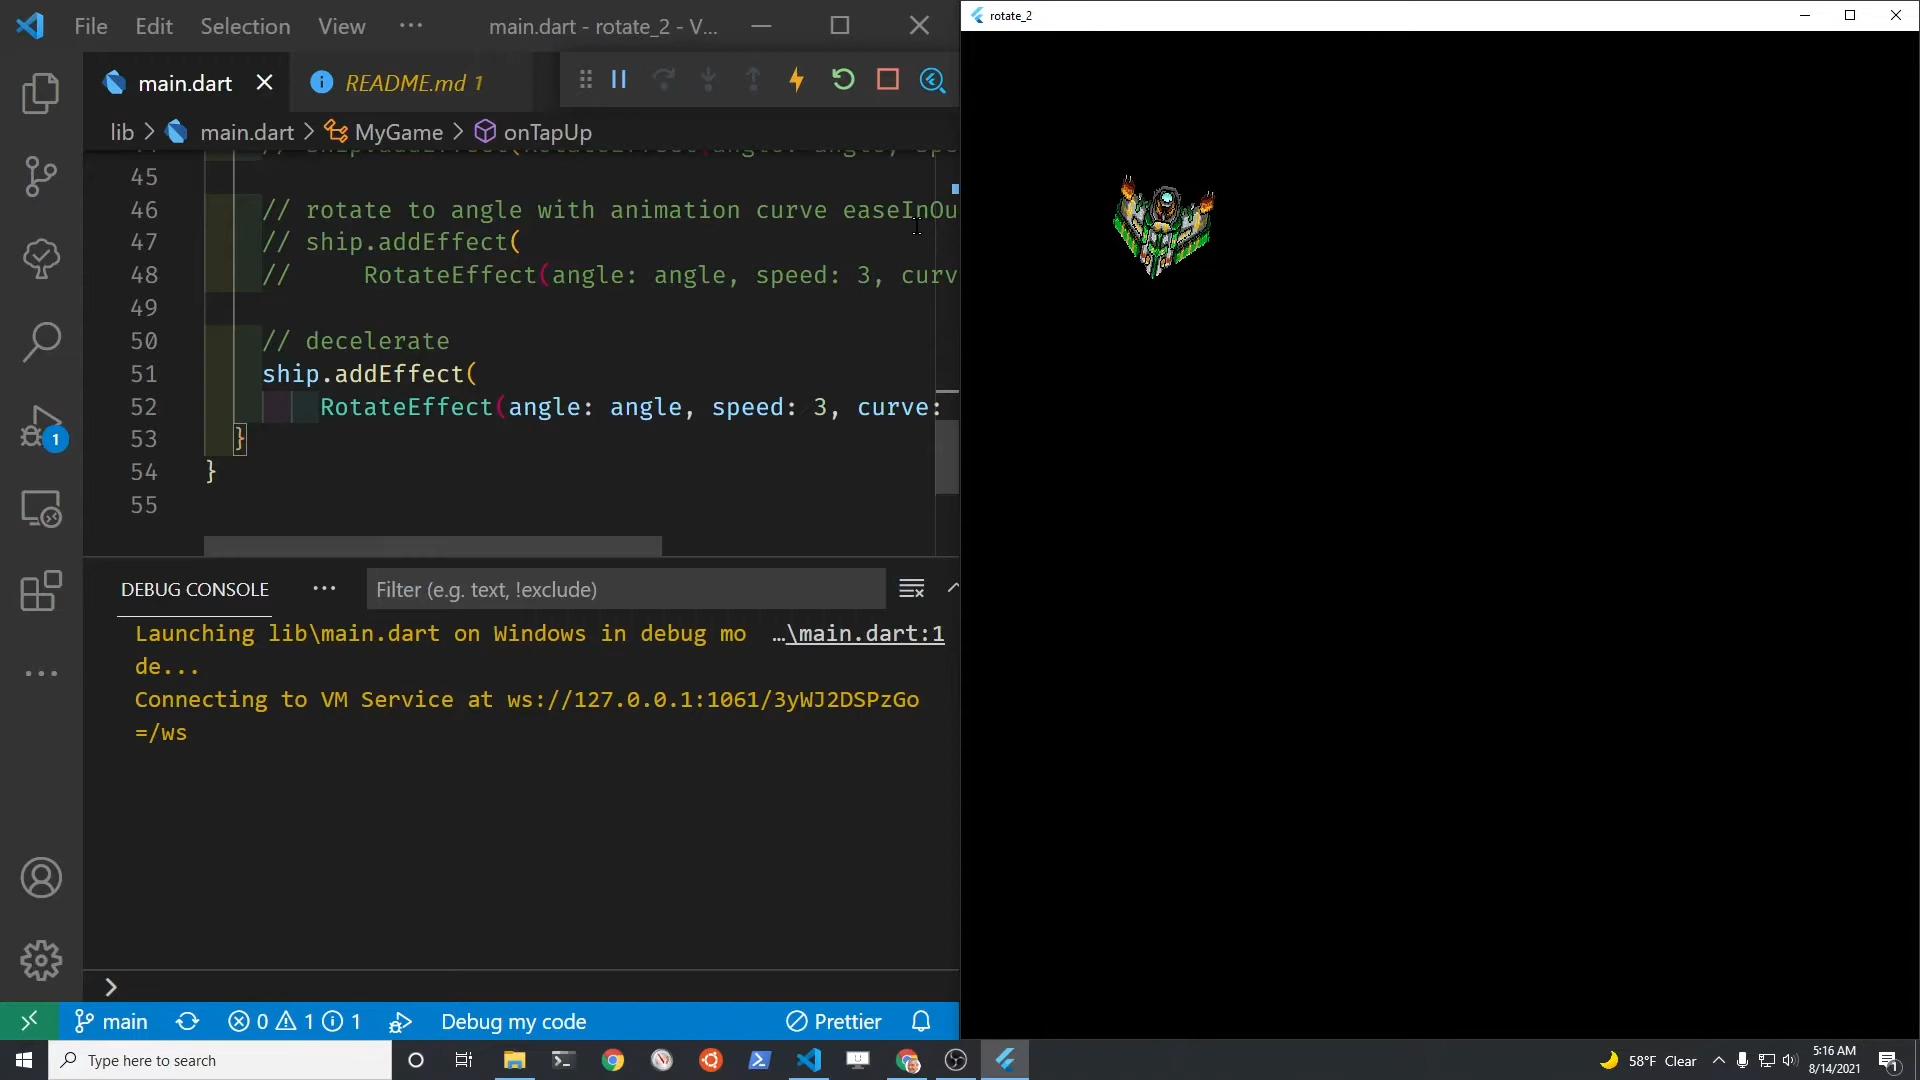 File Edit Selection View ··· main.dart - rotate_2 - V...
rotate_2
main.dart
README.md 1
lib > main.dart > MyGame > onTapUp
45
46 // rotate to angle with animation curve easeInOu
47 // ship.addEffect(
48 //     RotateEffect(angle: angle, speed: 3, curv
49
50 // decelerate
51 ship.addEffect(
52     RotateEffect(angle: angle, speed: 3, curve:
53 }
54 }
55
1
DEBUG CONSOLE ··· Filter (e.g. text, !exclude)
Launching lib\main.dart on Windows in debug mo …\main.dart:1
de...
Connecting to VM Service at ws://127.0.0.1:1061/3yWJ2DSPzGo
=/ws
main 0 1 1 Debug my code Prettier
Type here to search
58°F Clear
5:16 AM
8/14/2021
1